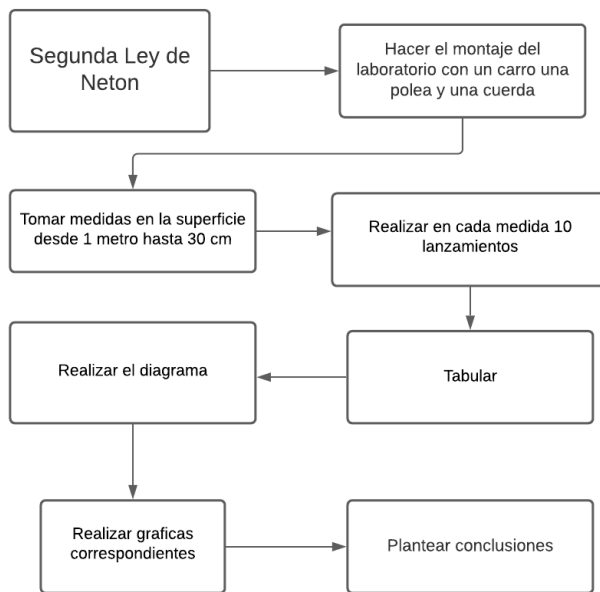 Segunda Ley de
Neton
Hacer el montaje del
laboratorio con un carro una
polea y una cuerda
Tomar medidas en la superficie
desde 1 metro hasta 30 cm
Realizar en cada medida 10
lanzamientos
Tabular
Realizar el diagrama
Realizar graficas
correspondientes
Plantear conclusiones